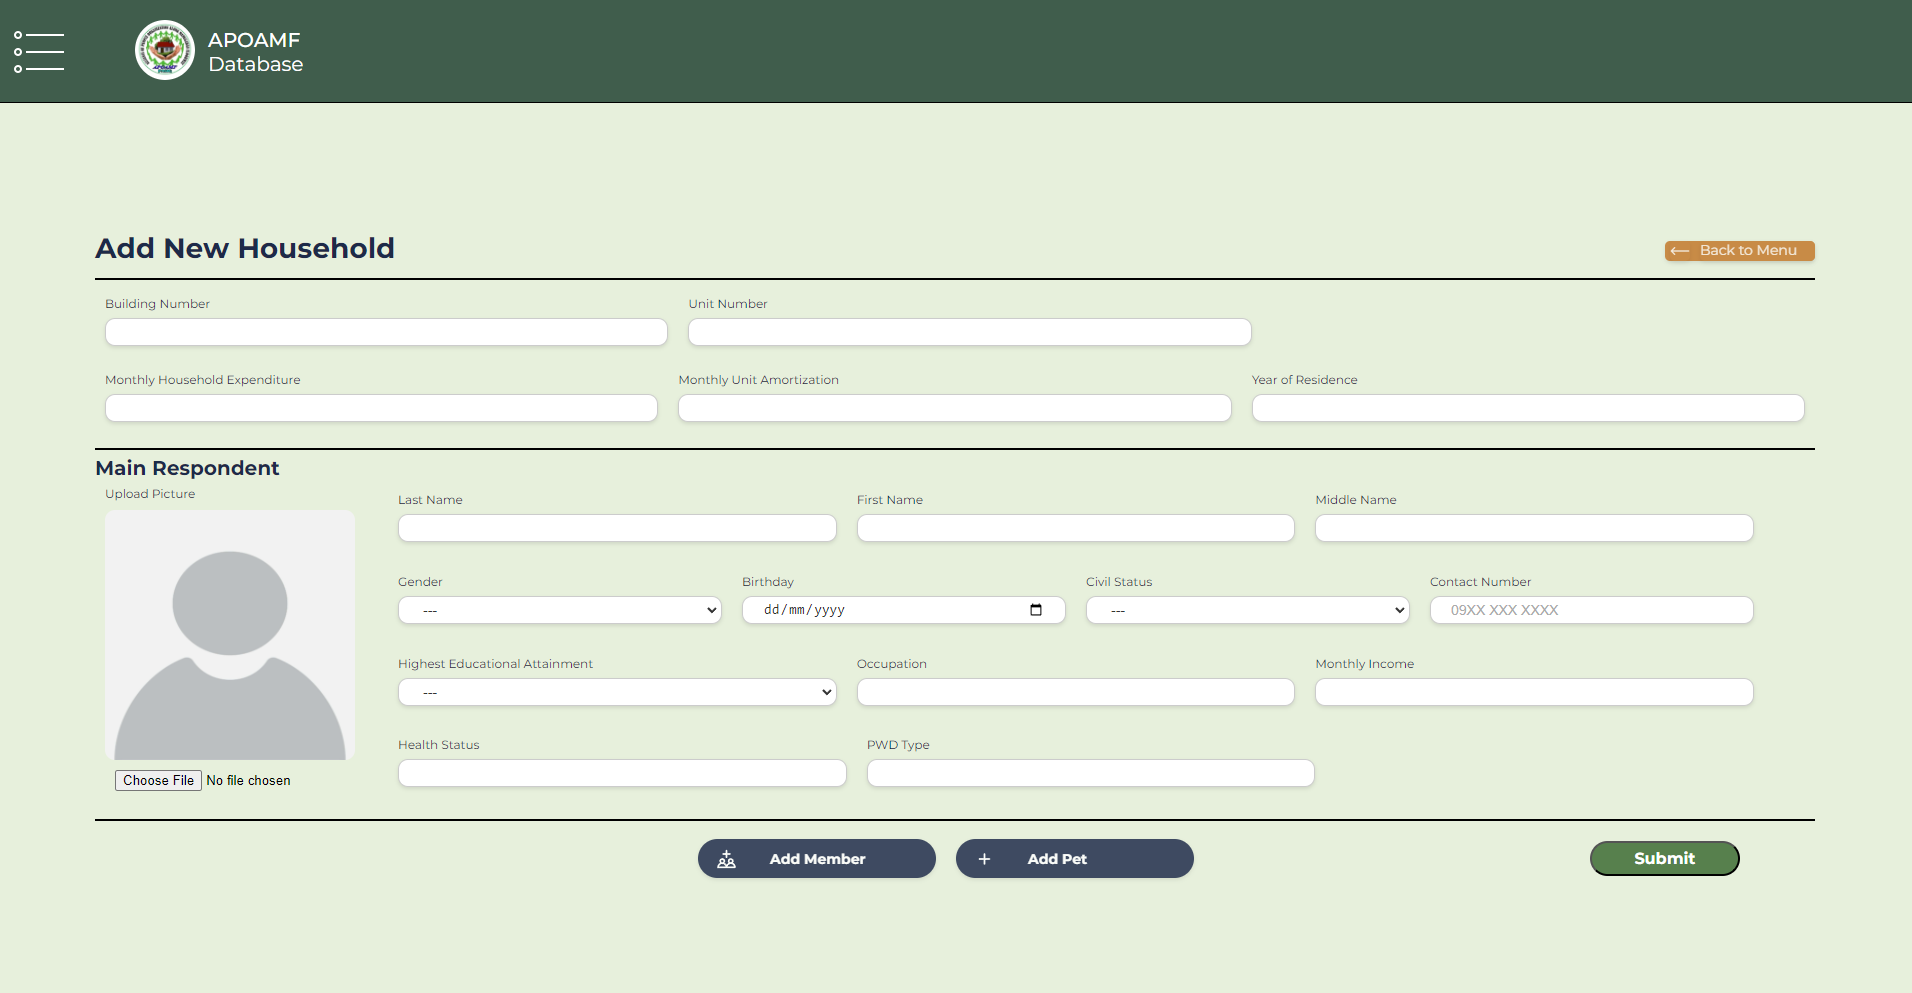 APOAMF
Database
Add New Household
Back to Menu
Building Number
Unit Number
Monthly Household Expenditure
Monthly Unit Amortization
Year of Residence
Main Respondent
Upload Picture
Last Name
First Name
Middle Name
Gender
Birthday
Civil Status
Contact Number
---
dd/mm/yyyy
---
09XX XXX XXXX
Highest Educational Attainment
Occupation
Monthly Income
---
Health Status
PWD Type
Choose File No file chosen
Add Member
Add Pet
Submit